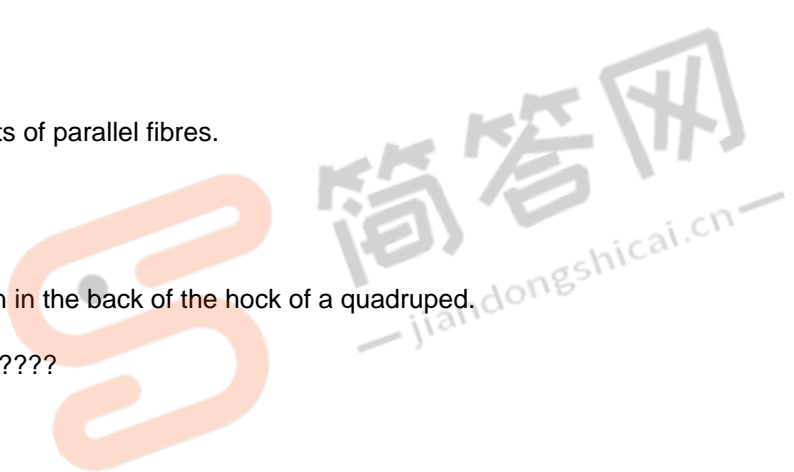 ts of parallel fibres.
简答网
jiandongshicai.cn
n in the back of the hock of a quadruped.
????